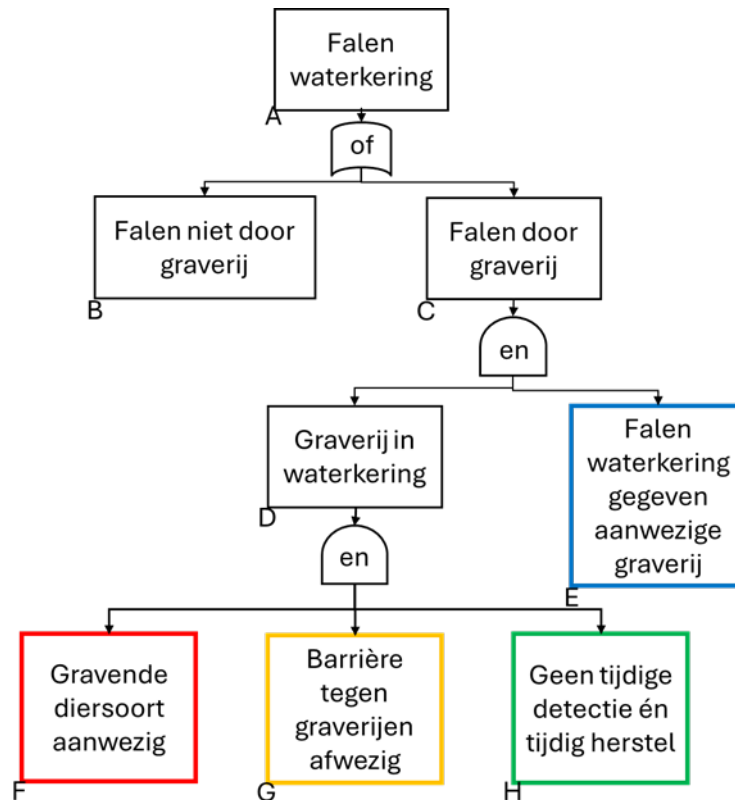 Falen
waterkering
A
of
Falen niet door
graverij
B
Falen door
graverij
C
en
Graverij in
waterkering
D
Falen
waterkering
gegeven
aanwezige
graverij
E
en
Gravende
diersoort
aanwezig
F
Barrière
tegen
graverijen
afwezig
G
Geen tijdige
detectie én
tijdig herstel
H